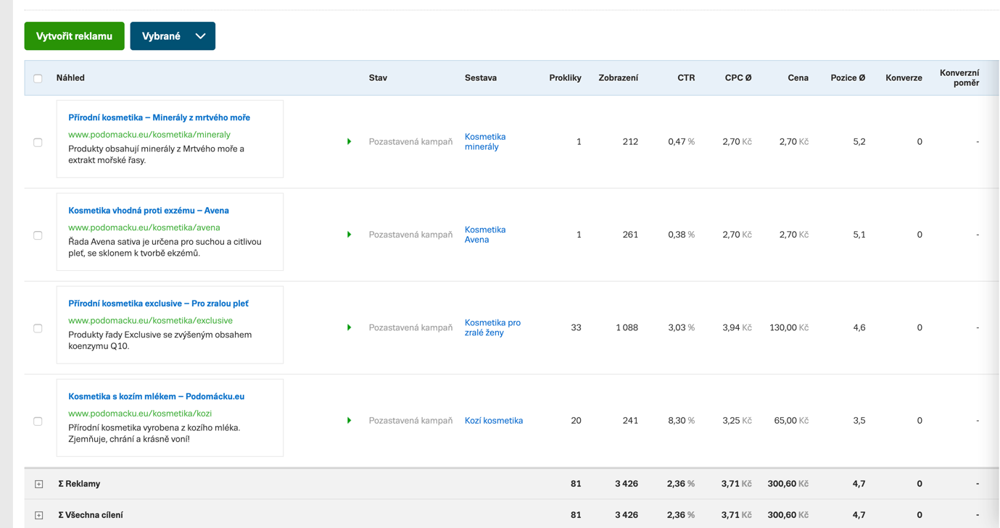 Vytvořit reklamu Vybrané
Náhled Stav Sestava Prokliky Zobrazení CTR CPC Ø Cena Pozice Ø Konverze Konverzní
poměr
Přírodní kosmetika – Minerály z mrtvého moře
www.podomacku.eu/kosmetika/mineraly
Produkty obsahují minerály z Mrtvého moře a
extrakt mořské řasy.
Pozastavená kampaň Kosmetika
minerály
1 212 0,47 % 2,70 Kč 2,70 Kč 5,2 0 -
Kosmetika vhodná proti exzému – Avena
www.podomacku.eu/kosmetika/avena
Řada Avena sativa je určena pro suchou a citlivou
pleť, se sklonem k tvorbě ekzémů.
Pozastavená kampaň Kosmetika
Avena
1 261 0,38 % 2,70 Kč 2,70 Kč 5,1 0 -
Přírodní kosmetika exclusive – Pro zralou pleť
www.podomacku.eu/kosmetika/exclusive
Produkty řady Exclusive se zvýšeným obsahem
koenzymu Q10.
Pozastavená kampaň Kosmetika pro
zralé ženy
33 1 088 3,03 % 3,94 Kč 130,00 Kč 4,6 0 -
Kosmetika s kozím mlékem – Podomácku.eu
www.podomacku.eu/kosmetika/kozi
Přírodní kosmetika vyrobena z kozího mléka.
Zjemňuje, chrání a krásně voní!
Pozastavená kampaň Kozí kosmetika 20 241 8,30 % 3,25 Kč 65,00 Kč 3,5 0 -
Σ Reklamy 81 3 426 2,36 % 3,71 Kč 300,60 Kč 4,7 0 -
Σ Všechna cílení 81 3 426 2,36 % 3,71 Kč 300,60 Kč 4,7 0 -